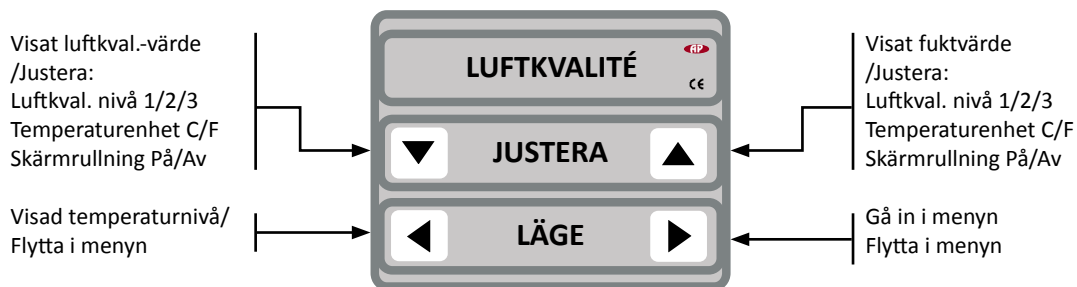 Visat luftkval.-värde
/Justera:
Luftkval. nivå 1/2/3
Temperaturenhet C/F
Skärmrullning På/Av
Visad temperaturnivå/
Flytta i menyn
LUFTKVALITÉ
AP
CE
JUSTERA
LÄGE
Visat fuktvärde
/Justera:
Luftkval. nivå 1/2/3
Temperaturenhet C/F
Skärmrullning På/Av
Gå in i menyn
Flytta i menyn